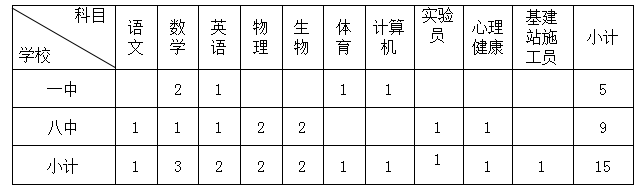 科目 语文 数学 英语 物理 生物 体育 计算机 实验员 心理健康 基建站施工员 小计
学校
一中 2 1 1 1 5
八中 1 1 1 2 2 1 1 9
小计 1 3 2 2 2 1 1 1 1 1 15